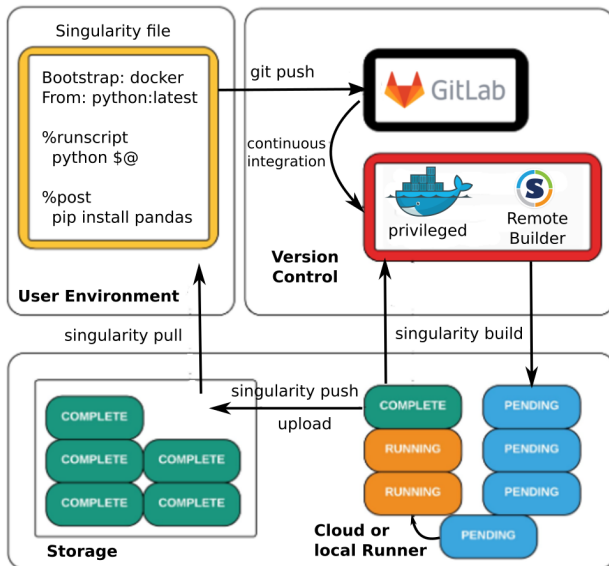 Singularity file
Bootstrap: docker
From: python:latest
%runscript
python $@
%post
pip install pandas
User Environment
git push
GitLab
continuous
integration
privileged
Remote
Builder
Version
Control
singularity pull
singularity build
singularity push
upload
COMPLETE
COMPLETE
COMPLETE
COMPLETE
COMPLETE
Storage
COMPLETE
RUNNING
RUNNING
PENDING
PENDING
PENDING
PENDING
Cloud or
local Runner